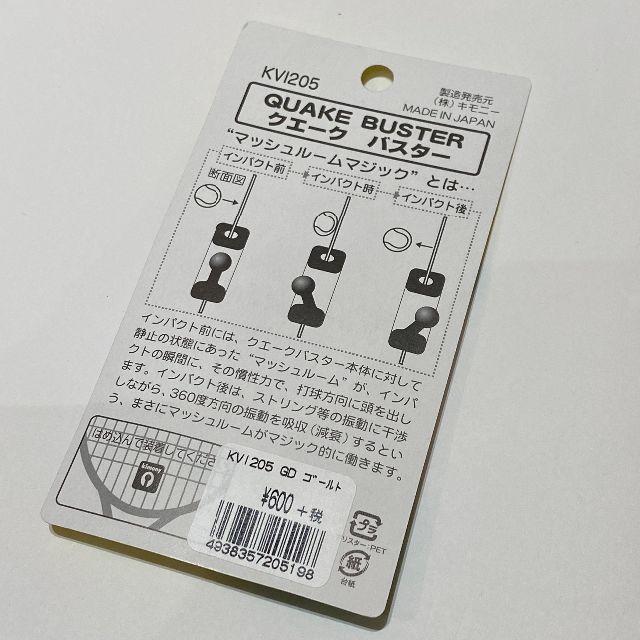 KVI205
製造発売元
(株) キモニー
MADE IN JAPAN
QUAKE BUSTER
クエーク バスター
“マッシュルームマジック”とは…
インパクト前
インパクト時
インパクト後
断面図
インパクト前には、クエークバスター本体に対して
静止の状態にあった“マッシュルーム”が、インパ
クトの瞬間に、その慣性力で、打球方向に頭を出し
ます。インパクト後は、ストリング等の振動に干渉
しながら、360度方向の振動を吸収(減衰)するとい
う、まさにマッシュルームがマジック的に働きます。
はめ込んで装着してくださ
kimony
KVI205 GD ゴールド
¥600 +税
4938357205198
プラ
リスター:PET
紙
台紙